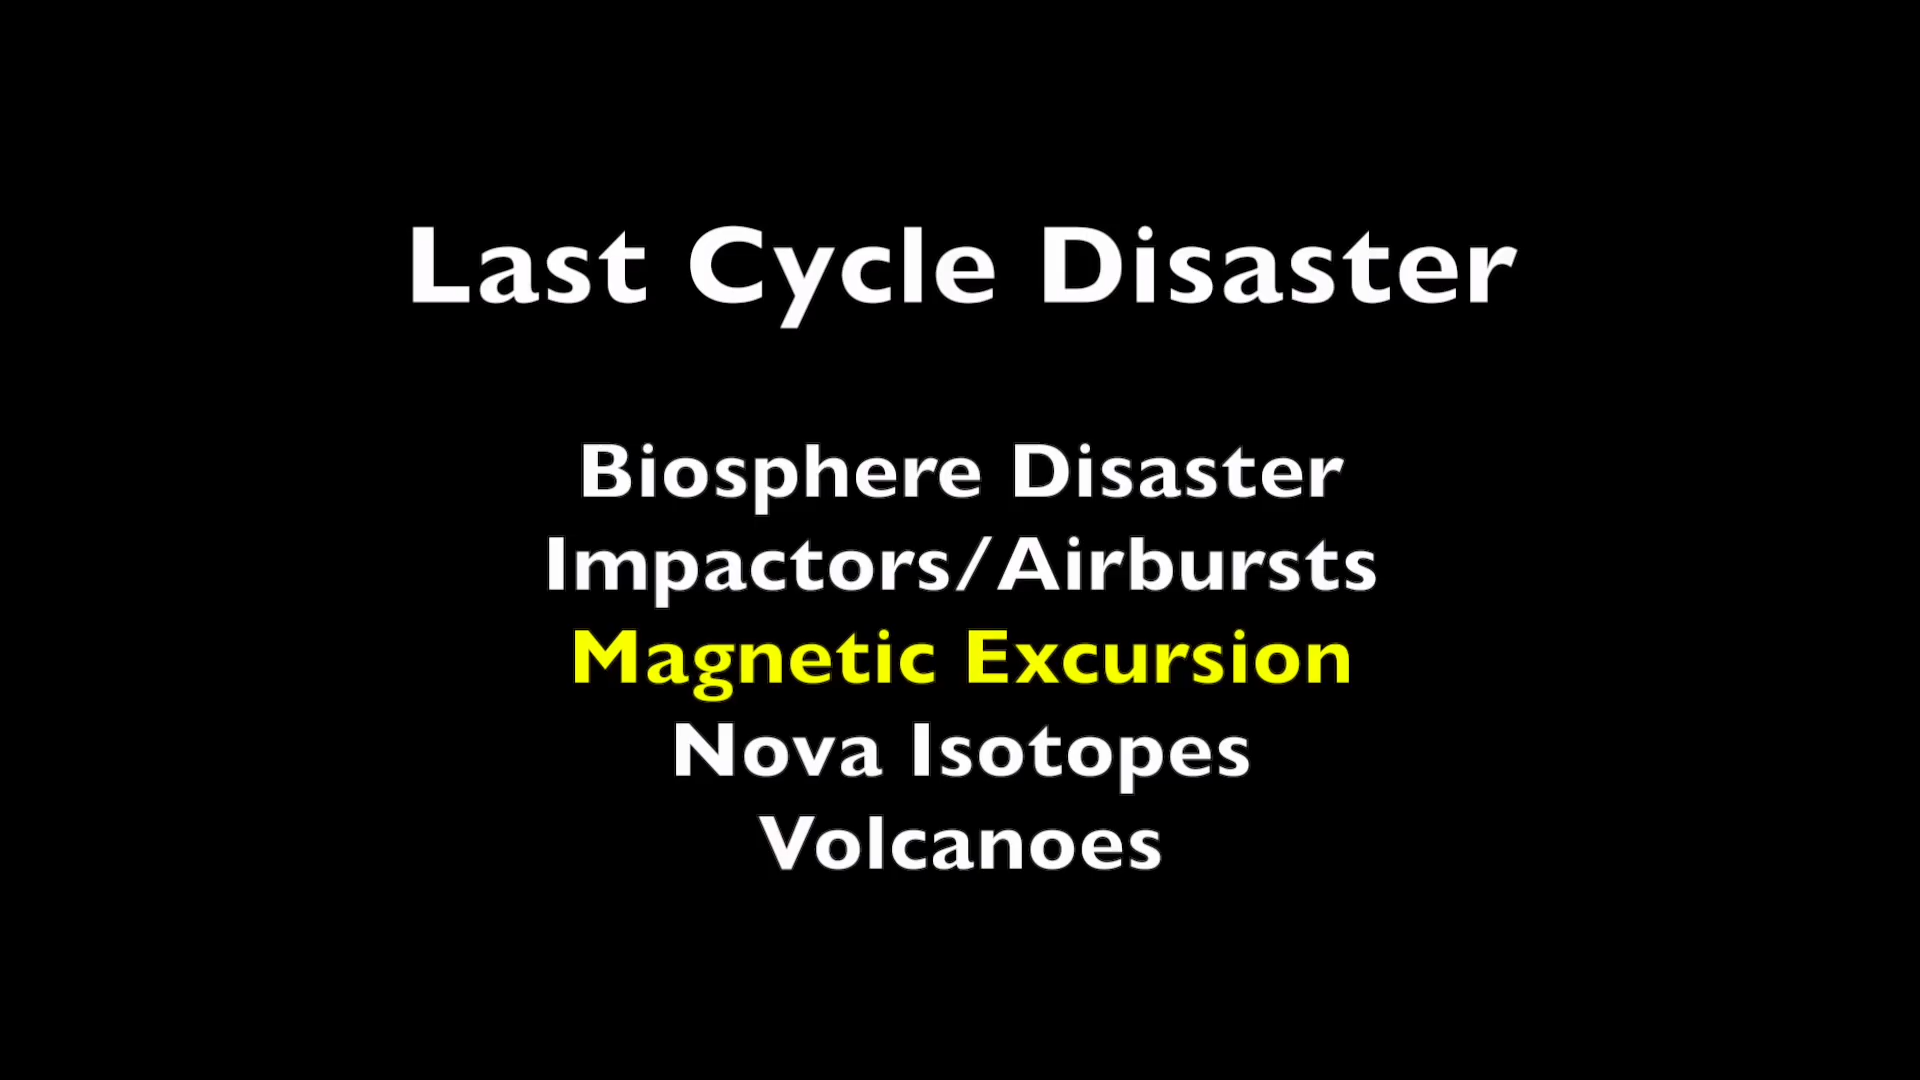 Last Cycle Disaster
Biosphere Disaster
Impactors/Airbursts
Magnetic Excursion
Nova Isotopes
Volcanoes